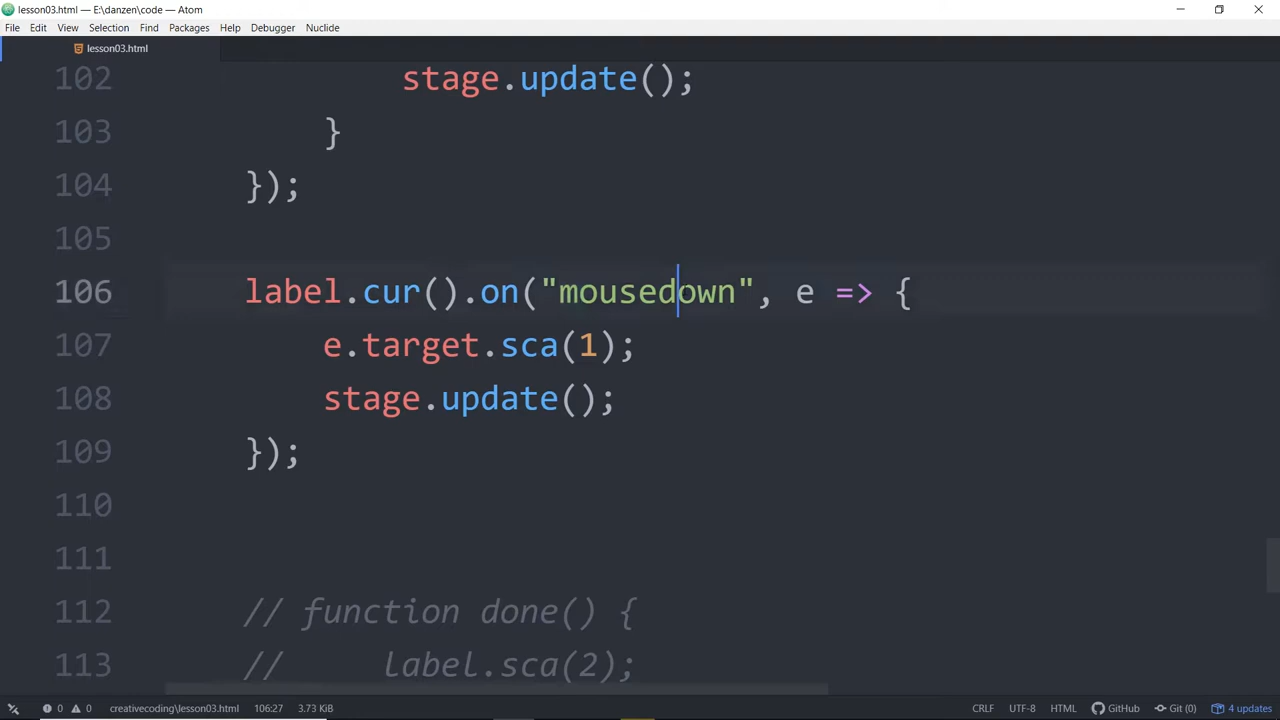 lesson03.html — E:\danzen\code — Atom
File Edit View Selection Find Packages Help Debugger Nuclide
lesson03.html
102 stage.update();
103 }
104 });
105
106 label.cur().on("mousedown", e => {
107 e.target.sca(1);
108 stage.update();
109 });
110
111
112 // function done() {
113 // label.sca(2);
0 0 creativecoding\lesson03.html 106:27 3.73 KiB CRLF UTF-8 HTML GitHub Git (0) 4 updates